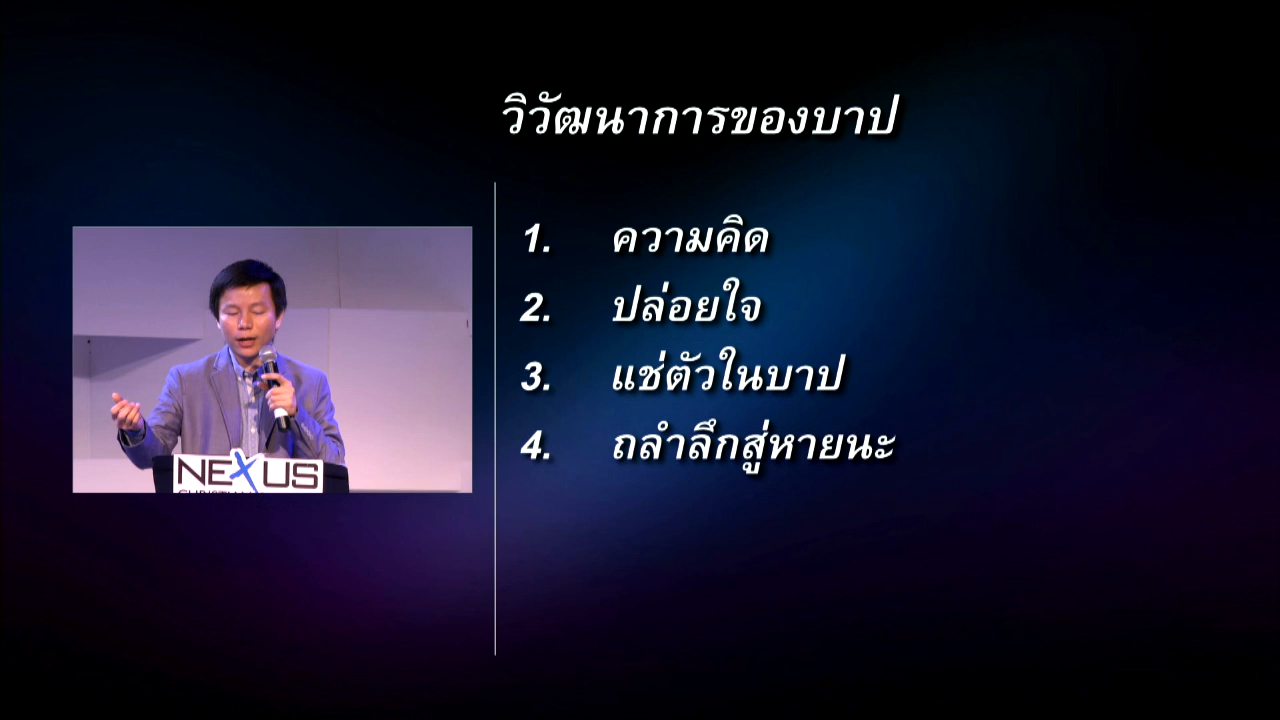 วิวัฒนาการของบาป
1. ความคิด
2. ปล่อยใจ
3. แช่ตัวในบาป
4. ถลำลึกสู่หายนะ
NEXUS